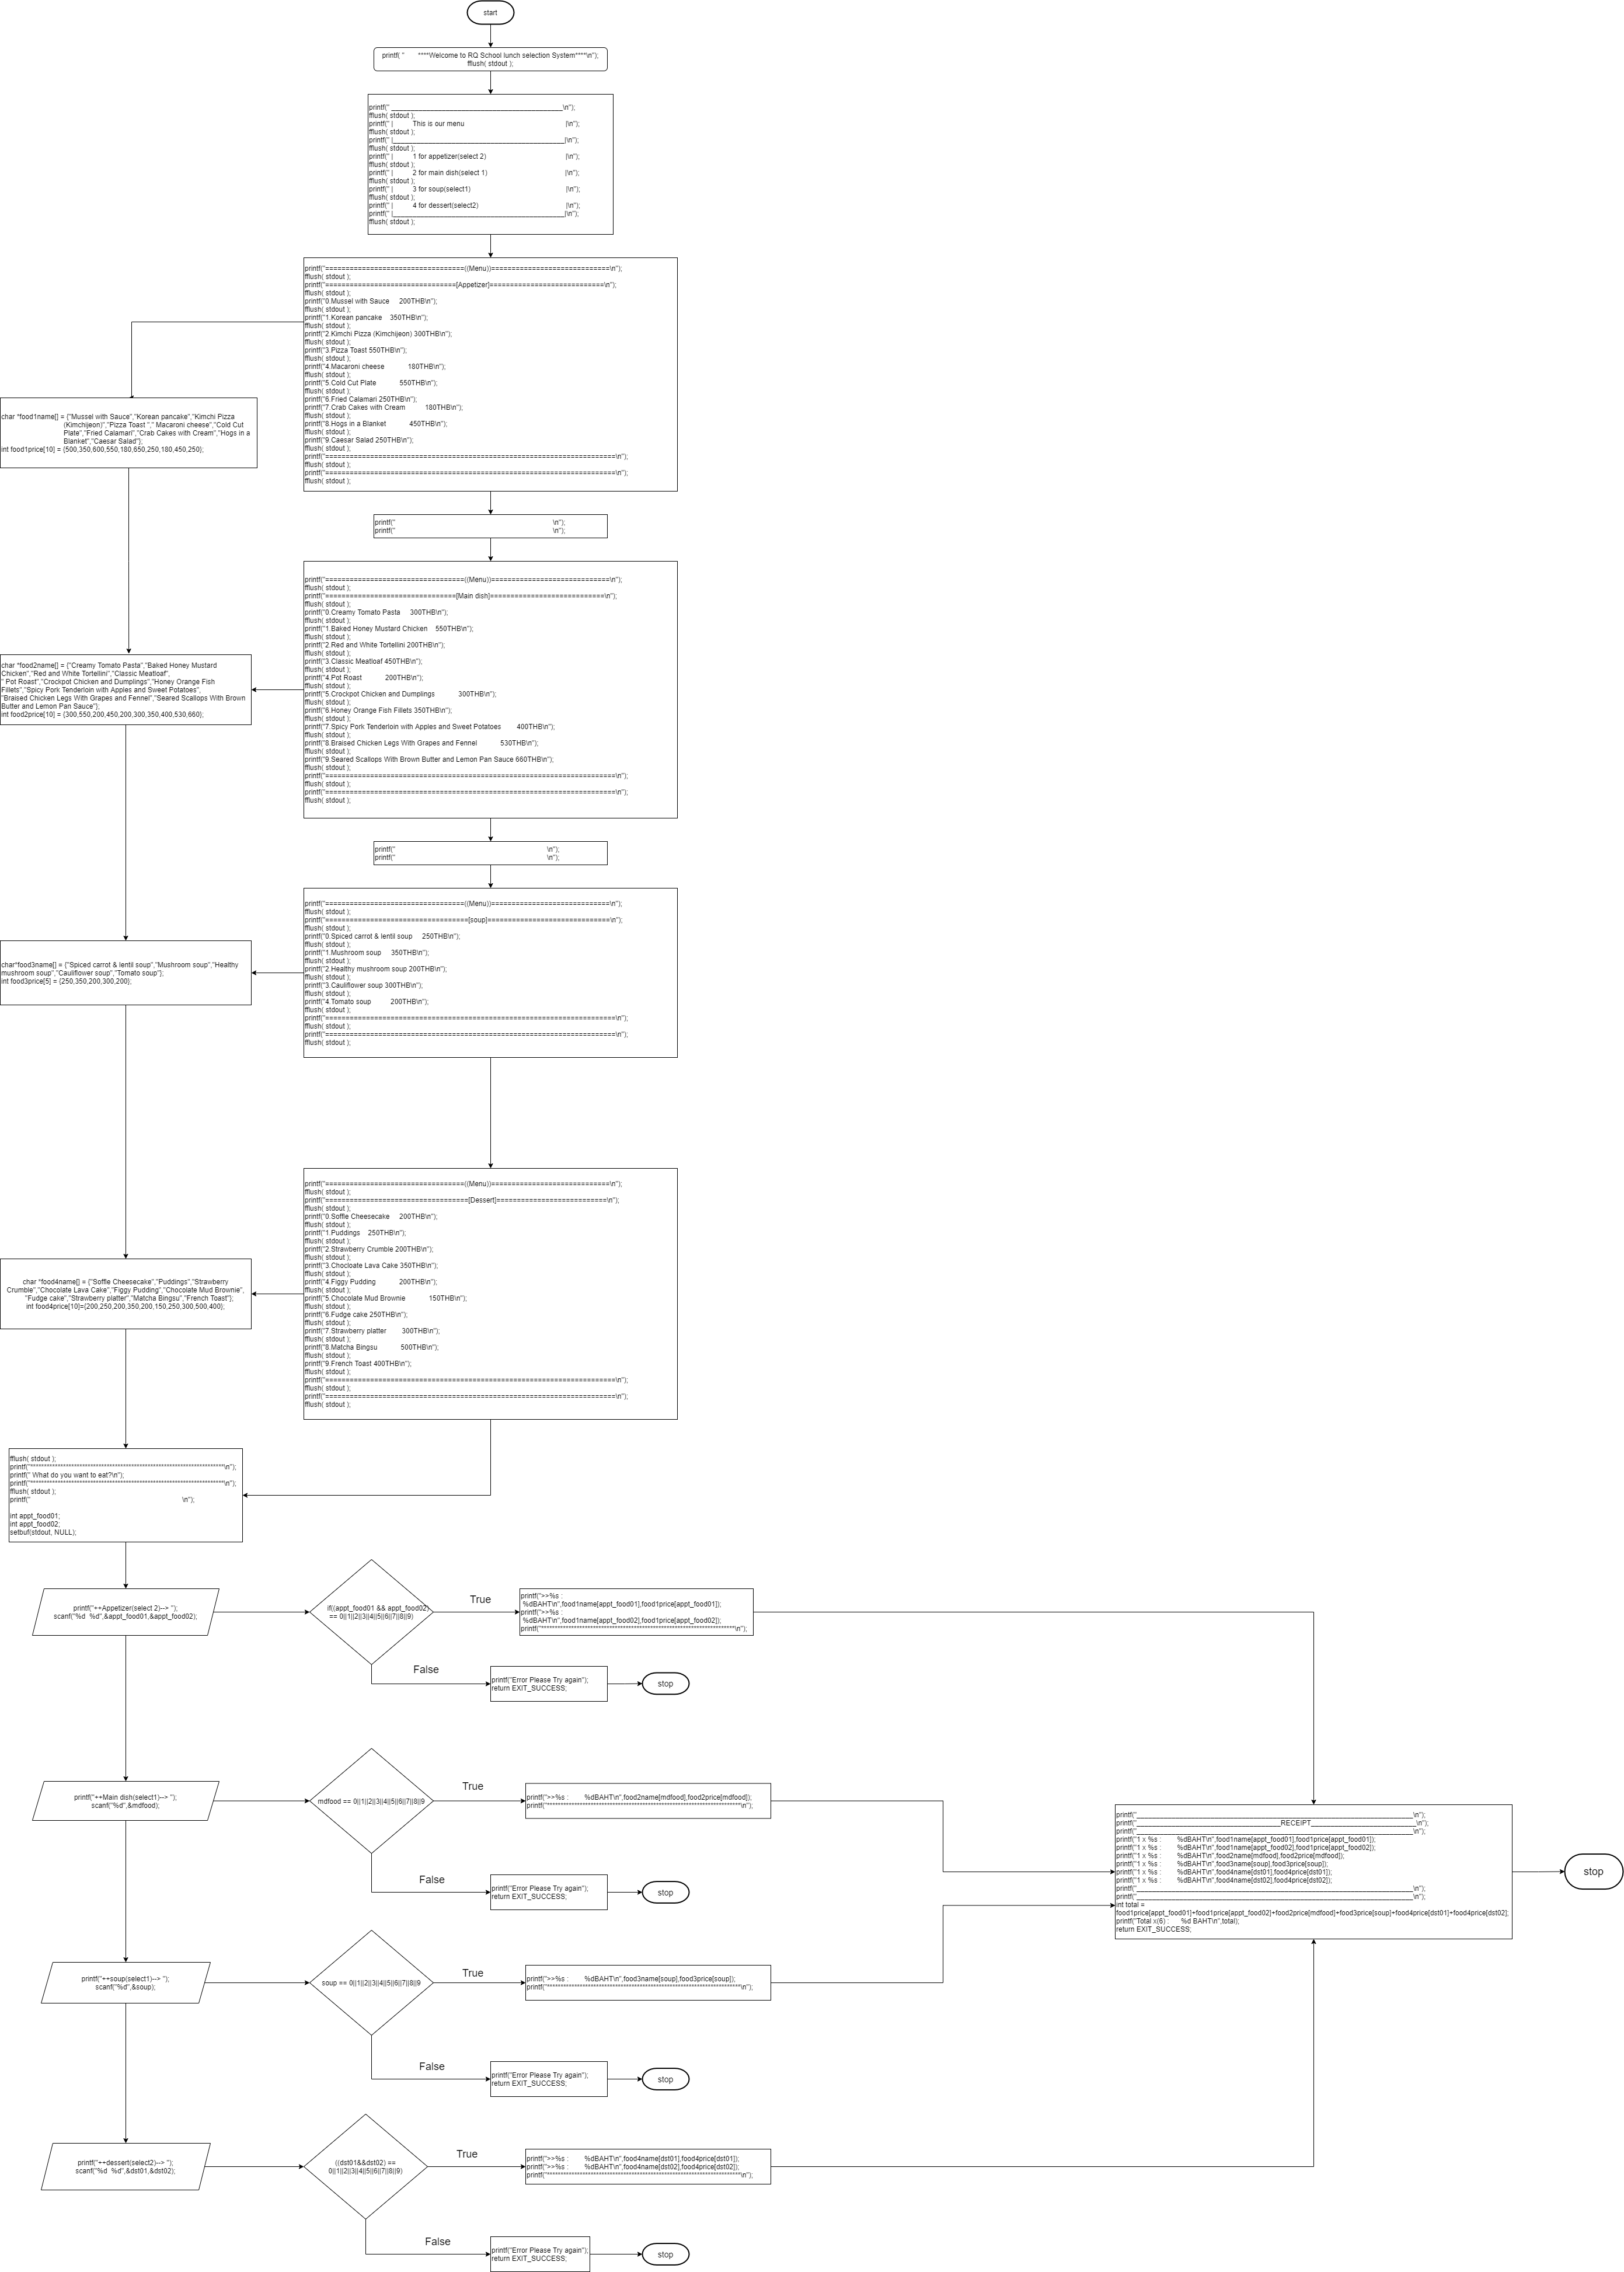 start
printf( "       ****Welcome to RQ School lunch selection System****\n");
fflush( stdout );
printf(" __________________________________________________\n");
fflush( stdout );
printf(" |          This is our menu                                                    |\n");
fflush( stdout );
printf(" |__________________________________________________|\n");
fflush( stdout );
printf(" |          1 for appetizer(select 2)                                         |\n");
fflush( stdout );
printf(" |          2 for main dish(select 1)                                        |\n");
fflush( stdout );
printf(" |          3 for soup(select1)                                                 |\n");
fflush( stdout );
printf(" |          4 for dessert(select2)                                             |\n");
printf(" |__________________________________________________|\n");
fflush( stdout );
printf("==================================((Menu))=============================\n");
fflush( stdout );
printf("================================[Appetizer]============================\n");
fflush( stdout );
printf("0.Mussel with Sauce     200THB\n");
fflush( stdout );
printf("1.Korean pancake    350THB\n");
fflush( stdout );
printf("2.Kimchi Pizza (Kimchijeon) 300THB\n");
fflush( stdout );
printf("3.Pizza Toast 550THB\n");
fflush( stdout );
printf("4.Macaroni cheese            180THB\n");
fflush( stdout );
printf("5.Cold Cut Plate            550THB\n");
fflush( stdout );
printf("6.Fried Calamari 250THB\n");
printf("7.Crab Cakes with Cream          180THB\n");
fflush( stdout );
printf("8.Hogs in a Blanket            450THB\n");
fflush( stdout );
printf("9.Caesar Salad 250THB\n");
fflush( stdout );
printf("=======================================================================\n");
fflush( stdout );
printf("=======================================================================\n");
fflush( stdout );
char *food1name[] = {"Mussel with Sauce","Korean pancake","Kimchi Pizza
(Kimchijeon)","Pizza Toast "," Macaroni cheese","Cold Cut
Plate","Fried Calamari","Crab Cakes with Cream","Hogs in a
Blanket","Caesar Salad"};
int food1price[10] = {500,350,600,550,180,650,250,180,450,250};
printf("                                                                                \n");
printf("                                                                                \n");
printf("==================================((Menu))=============================\n");
fflush( stdout );
printf("================================[Main dish]============================\n");
fflush( stdout );
printf("0.Creamy Tomato Pasta     300THB\n");
fflush( stdout );
printf("1.Baked Honey Mustard Chicken    550THB\n");
fflush( stdout );
printf("2.Red and White Tortellini 200THB\n");
fflush( stdout );
printf("3.Classic Meatloaf 450THB\n");
fflush( stdout );
printf("4.Pot Roast            200THB\n");
fflush( stdout );
printf("5.Crockpot Chicken and Dumplings            300THB\n");
fflush( stdout );
printf("6.Honey Orange Fish Fillets 350THB\n");
fflush( stdout );
printf("7.Spicy Pork Tenderloin with Apples and Sweet Potatoes        400THB\n");
fflush( stdout );
printf("8.Braised Chicken Legs With Grapes and Fennel            530THB\n");
fflush( stdout );
printf("9.Seared Scallops With Brown Butter and Lemon Pan Sauce 660THB\n");
fflush( stdout );
printf("=======================================================================\n");
fflush( stdout );
printf("=======================================================================\n");
fflush( stdout );
char *food2name[] = {"Creamy Tomato Pasta","Baked Honey Mustard
Chicken","Red and White Tortellini","Classic Meatloaf",
" Pot Roast","Crockpot Chicken and Dumplings","Honey Orange Fish
Fillets","Spicy Pork Tenderloin with Apples and Sweet Potatoes",
"Braised Chicken Legs With Grapes and Fennel","Seared Scallops With Brown
Butter and Lemon Pan Sauce"};
int food2price[10] = {300,550,200,450,200,300,350,400,530,660};
printf("                                                                             \n");
printf("                                                                             \n");
printf("==================================((Menu))=============================\n");
fflush( stdout );
printf("===================================[soup]==============================\n");
fflush( stdout );
printf("0.Spiced carrot & lentil soup     250THB\n");
fflush( stdout );
printf("1.Mushroom soup     350THB\n");
fflush( stdout );
printf("2.Healthy mushroom soup 200THB\n");
fflush( stdout );
printf("3.Cauliflower soup 300THB\n");
fflush( stdout );
printf("4.Tomato soup          200THB\n");
fflush( stdout );
printf("=======================================================================\n");
fflush( stdout );
printf("=======================================================================\n");
fflush( stdout );
char*food3name[] = {"Spiced carrot & lentil soup","Mushroom soup","Healthy
mushroom soup","Cauliflower soup","Tomato soup"};
int food3price[5] = {250,350,200,300,200};
printf("==================================((Menu))=============================\n");
fflush( stdout );
printf("===================================[Dessert]===========================\n");
fflush( stdout );
printf("0.Soffle Cheesecake     200THB\n");
fflush( stdout );
printf("1.Puddings    250THB\n");
fflush( stdout );
printf("2.Strawberry Crumble 200THB\n");
fflush( stdout );
printf("3.Chocloate Lava Cake 350THB\n");
fflush( stdout );
printf("4.Figgy Pudding            200THB\n");
fflush( stdout );
printf("5.Chocolate Mud Brownie            150THB\n");
fflush( stdout );
printf("6.Fudge cake 250THB\n");
fflush( stdout );
printf("7.Strawberry platter        300THB\n");
fflush( stdout );
printf("8.Matcha Bingsu            500THB\n");
fflush( stdout );
printf("9.French Toast 400THB\n");
fflush( stdout );
printf("=======================================================================\n");
fflush( stdout );
printf("=======================================================================\n");
fflush( stdout );
char *food4name[] = {"Soffle Cheesecake","Puddings","Strawberry
Crumble","Chocolate Lava Cake","Figgy Pudding","Chocolate Mud Brownie",
"Fudge cake","Strawberry platter","Matcha Bingsu","French Toast"};
int food4price[10]={200,250,200,350,200,150,250,300,500,400};
fflush( stdout );
printf("***********************************************************************\n");
printf(" What do you want to eat?\n");
printf("***********************************************************************\n");
fflush( stdout );
printf("                                                                             \n");
int appt_food01;
int appt_food02;
setbuf(stdout, NULL);
printf("++Appetizer(select 2)--> ");
scanf("%d  %d",&appt_food01,&appt_food02);
if((appt_food01 && appt_food02)
== 0||1||2||3||4||5||6||7||8||9)
True
printf(">>%s :
%dBAHT\n",food1name[appt_food01],food1price[appt_food01]);
printf(">>%s :
%dBAHT\n",food1name[appt_food02],food1price[appt_food02]);
printf("***********************************************************************\n");
False
printf("Error Please Try again");
return EXIT_SUCCESS;
stop
printf("++Main dish(select1)--> ");
scanf("%d",&mdfood);
mdfood == 0||1||2||3||4||5||6||7||8||9
True
printf(">>%s :        %dBAHT\n",food2name[mdfood],food2price[mdfood]);
printf("***********************************************************************\n");
False
printf("Error Please Try again");
return EXIT_SUCCESS;
stop
printf("++soup(select1)--> ");
scanf("%d",&soup);
soup == 0||1||2||3||4||5||6||7||8||9
True
printf(">>%s :        %dBAHT\n",food3name[soup],food3price[soup]);
printf("***********************************************************************\n");
False
printf("Error Please Try again");
return EXIT_SUCCESS;
stop
printf("++dessert(select2)--> ");
scanf("%d  %d",&dst01,&dst02);
((dst01&&dst02) ==
0||1||2||3||4||5||6||7||8||9)
True
printf(">>%s :        %dBAHT\n",food4name[dst01],food4price[dst01]);
printf(">>%s :        %dBAHT\n",food4name[dst02],food4price[dst02]);
printf("***********************************************************************\n");
False
printf("Error Please Try again");
return EXIT_SUCCESS;
stop
printf("______________________________________________________________________\n");
printf("____________________________________RECEIPT___________________________\n");
printf("______________________________________________________________________\n");
printf("1 x %s :        %dBAHT\n",food1name[appt_food01],food1price[appt_food01]);
printf("1 x %s :        %dBAHT\n",food1name[appt_food02],food1price[appt_food02]);
printf("1 x %s :        %dBAHT\n",food2name[mdfood],food2price[mdfood]);
printf("1 x %s :        %dBAHT\n",food3name[soup],food3price[soup]);
printf("1 x %s :        %dBAHT\n",food4name[dst01],food4price[dst01]);
printf("1 x %s :        %dBAHT\n",food4name[dst02],food4price[dst02]);
printf("______________________________________________________________________\n");
printf("______________________________________________________________________\n");
int total =
food1price[appt_food01]+food1price[appt_food02]+food2price[mdfood]+food3price[soup]+food4price[dst01]+food4price[dst02];
printf("Total x(6) :      %d BAHT\n",total);
return EXIT_SUCCESS;
stop